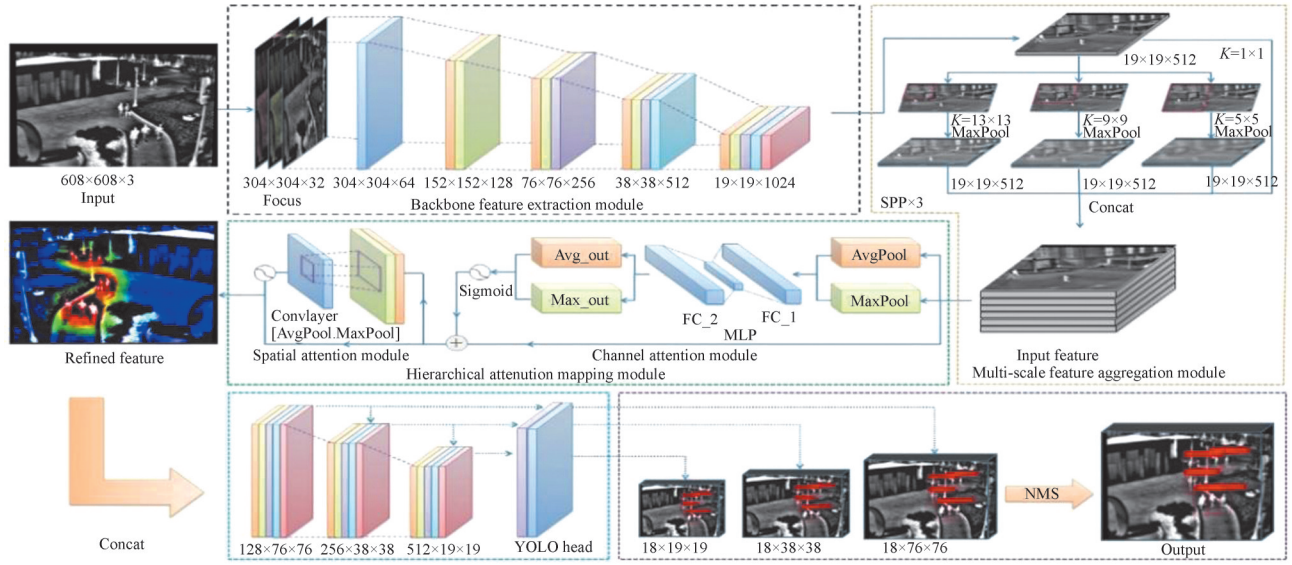 608×608×3
Input
304×304×32
Focus
304×304×64
152×152×128
76×76×256
38×38×512
19×19×1024
Backbone feature extraction module
19×19×512
K=1×1
K=13×13
MaxPool
K=9×9
MaxPool
K=5×5
MaxPool
19×19×512
19×19×512
19×19×512
SPP×3
Concat
Input feature
Multi-scale feature aggregation module
Refined feature
Convlayer
[AvgPool.MaxPool]
Spatial attention module
Sigmoid
Avg_out
Max_out
FC_2
FC_1
MLP
AvgPool
MaxPool
Channel attention module
Hierarchical attenution mapping module
Concat
128×76×76
256×38×38
512×19×19
YOLO head
18×19×19
18×38×38
18×76×76
NMS
Output